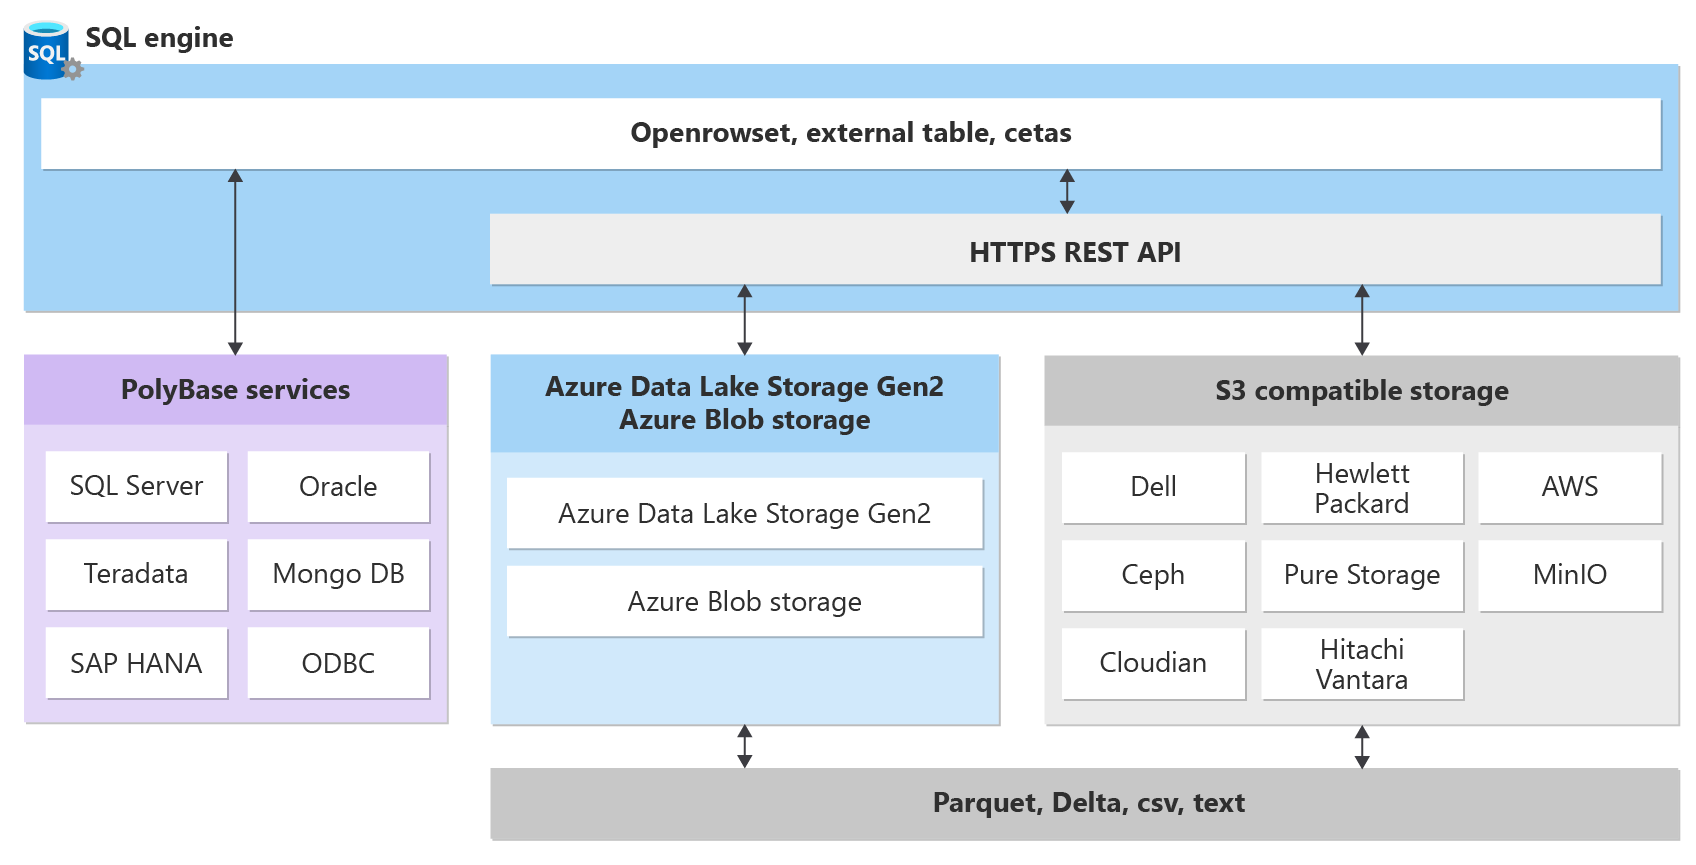 SQL
SQL engine
Openrowset, external table, cetas
HTTPS REST API
PolyBase services
SQL Server
Oracle
Teradata
Mongo DB
SAP HANA
ODBC
Azure Data Lake Storage Gen2
Azure Blob storage
Azure Data Lake Storage Gen2
Azure Blob storage
S3 compatible storage
Dell
Hewlett
Packard
AWS
Ceph
Pure Storage
MinIO
Cloudian
Hitachi
Vantara
Parquet, Delta, csv, text